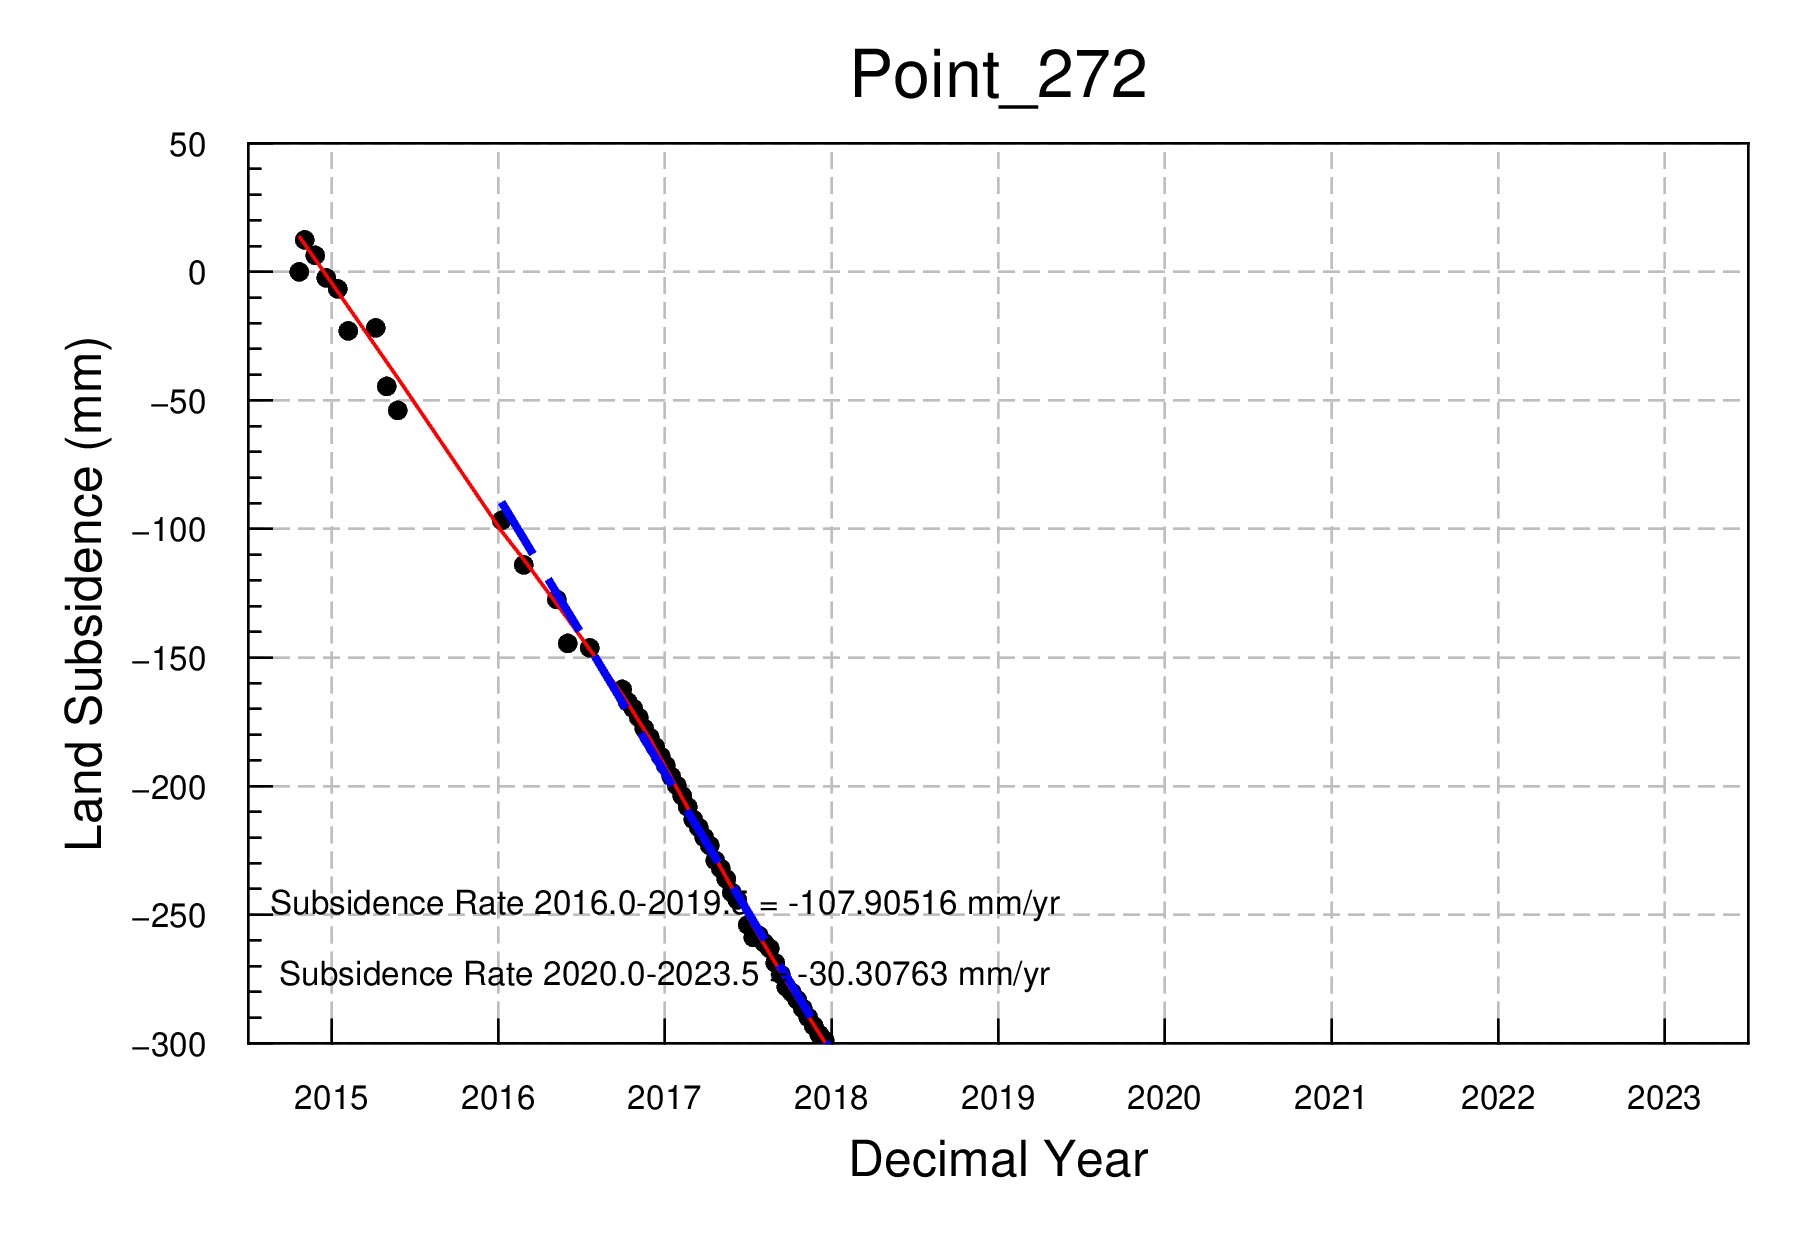 Point_272
50
0
−50
−100
−150
−200
−250
−300
Land Subsidence (mm)
Subsidence Rate 2016.0-2019.5 = -107.90516 mm/yr
Subsidence Rate 2020.0-2023.5 = -30.30763 mm/yr
2015 2016 2017 2018 2019 2020 2021 2022 2023
Decimal Year